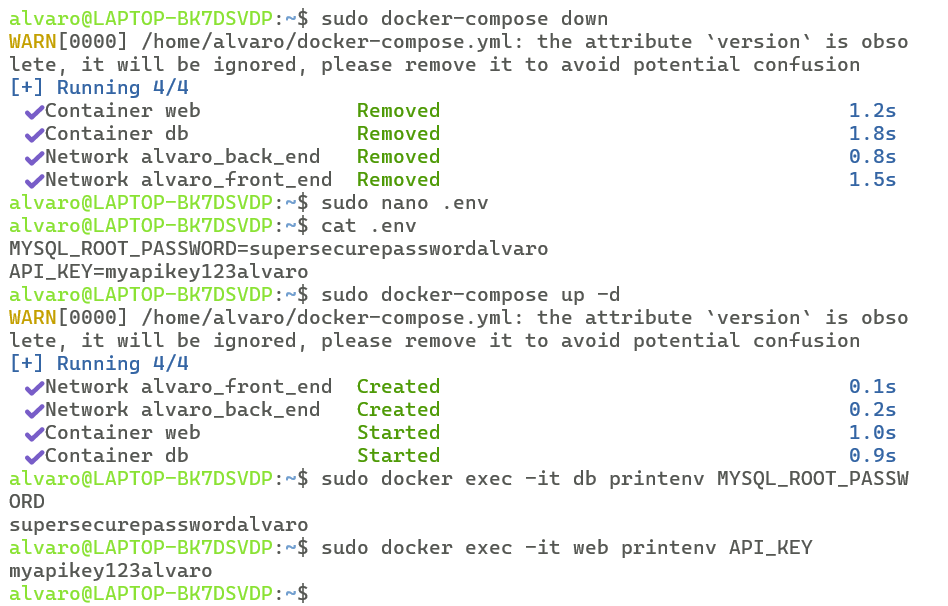 alvaro@LAPTOP-BK7DSVDP:~$ sudo docker-compose down
WARN[0000] /home/alvaro/docker-compose.yml: the attribute `version` is obso
lete, it will be ignored, please remove it to avoid potential confusion
[+] Running 4/4
✔Container web Removed 1.2s
✔Container db Removed 1.8s
✔Network alvaro_back_end Removed 0.8s
✔Network alvaro_front_end Removed 1.5s
alvaro@LAPTOP-BK7DSVDP:~$ sudo nano .env
alvaro@LAPTOP-BK7DSVDP:~$ cat .env
MYSQL_ROOT_PASSWORD=supersecurepasswordalvaro
API_KEY=myapikey123alvaro
alvaro@LAPTOP-BK7DSVDP:~$ sudo docker-compose up -d
WARN[0000] /home/alvaro/docker-compose.yml: the attribute `version` is obso
lete, it will be ignored, please remove it to avoid potential confusion
[+] Running 4/4
✔Network alvaro_front_end Created 0.1s
✔Network alvaro_back_end Created 0.2s
✔Container web Started 1.0s
✔Container db Started 0.9s
alvaro@LAPTOP-BK7DSVDP:~$ sudo docker exec -it db printenv MYSQL_ROOT_PASSW
ORD
supersecurepasswordalvaro
alvaro@LAPTOP-BK7DSVDP:~$ sudo docker exec -it web printenv API_KEY
myapikey123alvaro
alvaro@LAPTOP-BK7DSVDP:~$